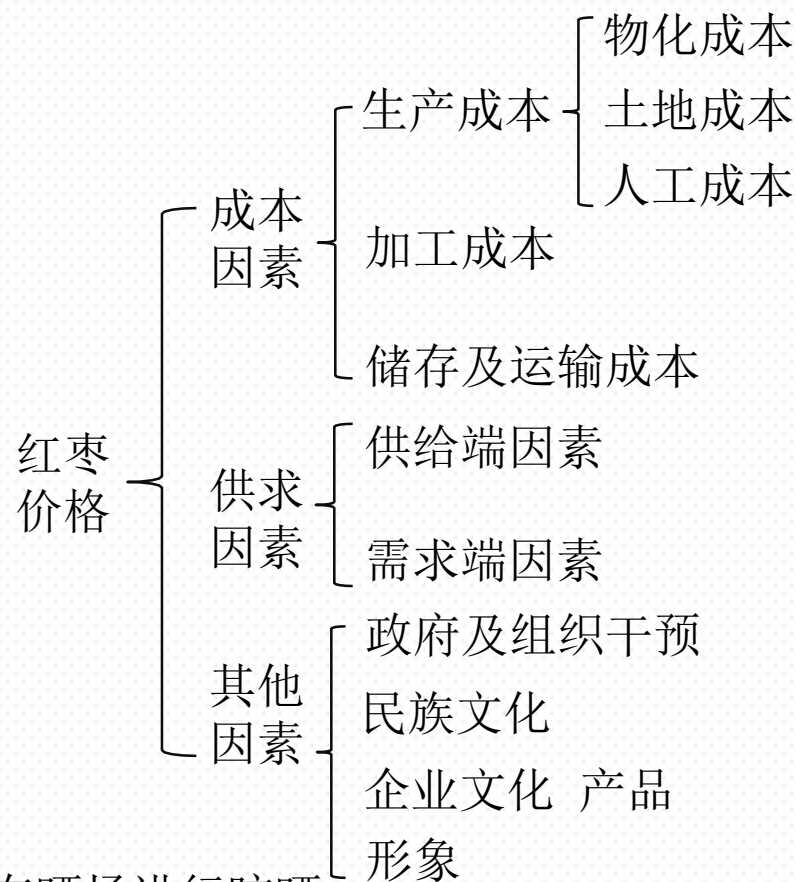 物化成本
生产成本
土地成本
人工成本
成本
因素
加工成本
储存及运输成本
红枣
价格
供给端因素
供求
因素
需求端因素
政府及组织干预
其他
因素
民族文化
企业文化 产品
形象